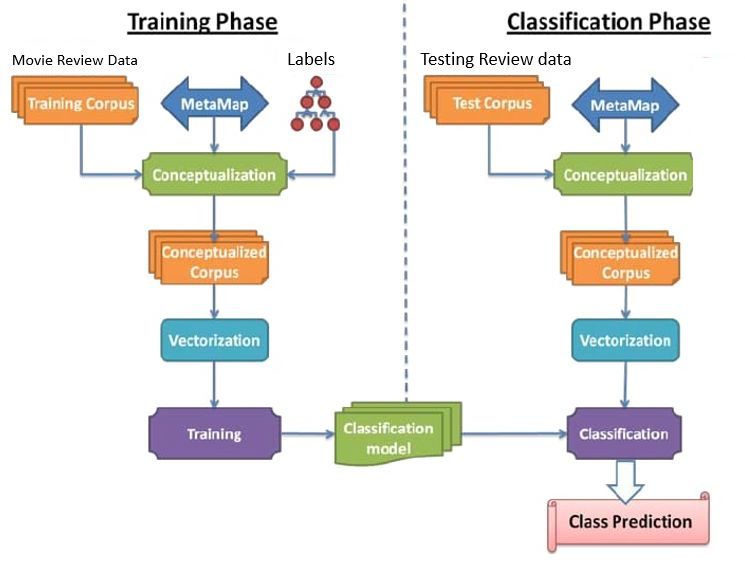 Training Phase
Classification Phase
Movie Review Data
Labels
Testing Review data
Training Corpus
MetaMap
Test Corpus
MetaMap
Conceptualization
Conceptualization
Conceptualized
Corpus
Conceptualized
Corpus
Vectorization
Vectorization
Training
Classification
model
Classification
Class Prediction